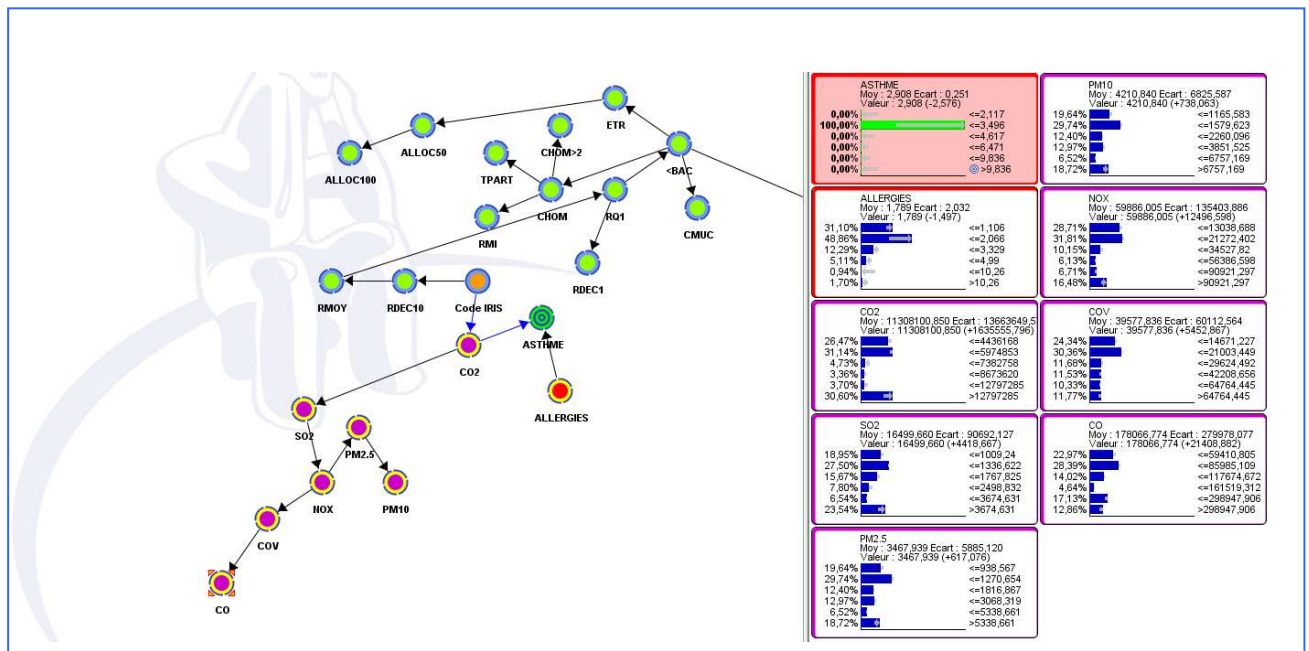 ETR
ALLOC50
CHOM>2
ALLOC100
TPART
<BAC
CHOM
RQ1
CMUC
RMI
RDEC1
RMOY
RDEC10
Code IRIS
ASTHME
CO2
ALLERGIES
SO2
PM2.5
NOX
PM10
COV
CO
ASTHME
Moy : 2,908 Ecart : 0,251
Valeur : 2,908 (-2,576)
0,00% <=2,117
100,00% <=3,496
0,00% <=4,617
0,00% <=6,471
0,00% <=9,836
0,00% >9,836
PM10
Moy : 4210,840 Ecart : 6825,587
Valeur : 4210,840 (+738,063)
19,64% <=1165,583
29,74% <=1579,623
12,40% <=2260,096
12,97% <=3851,525
6,52% <=6757,169
18,72% >6757,169
ALLERGIES
Moy : 1,789 Ecart : 2,032
Valeur : 1,789 (-1,497)
31,10% <=1,106
48,86% <=2,066
12,29% <=3,329
5,11% <=4,99
0,94% <=10,26
1,70% >10,26
NOX
Moy : 59886,005 Ecart : 135403,886
Valeur : 59886,005 (+12496,598)
28,71% <=13038,688
31,81% <=21272,402
10,15% <=34527,82
6,13% <=56386,598
6,71% <=90921,297
16,48% >90921,297
CO2
Moy : 11308100,850 Ecart : 13663649,5
Valeur : 11308100,850 (+1635555,796)
26,47% <=4436168
31,14% <=5974853
4,73% <=7382758
3,36% <=8673620
3,70% <=12797285
30,60% >12797285
COV
Moy : 39577,836 Ecart : 60112,564
Valeur : 39577,836 (+5452,867)
24,34% <=14671,227
30,36% <=21003,449
11,68% <=29624,492
11,53% <=42208,656
10,33% <=64764,445
11,77% >64764,445
SO2
Moy : 16499,660 Ecart : 90692,127
Valeur : 16499,660 (+4418,667)
18,95% <=1009,24
27,50% <=1336,622
15,67% <=1767,825
7,80% <=2498,832
6,54% <=3674,631
23,54% >3674,631
CO
Moy : 178066,774 Ecart : 279978,077
Valeur : 178066,774 (+21408,882)
22,97% <=59410,805
28,39% <=85985,109
14,02% <=117674,672
4,64% <=161519,312
17,13% <=298947,906
12,86% >298947,906
PM2.5
Moy : 3467,939 Ecart : 5885,120
Valeur : 3467,939 (+617,076)
19,64% <=938,567
29,74% <=1270,654
12,40% <=1816,867
12,97% <=3068,319
6,52% <=5338,661
18,72% >5338,661